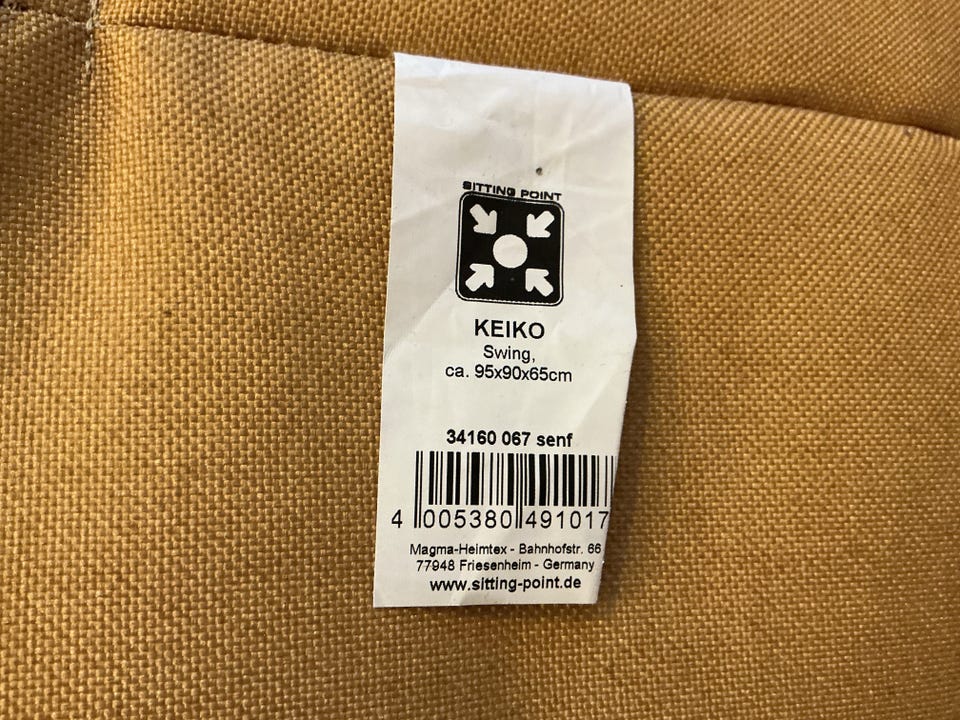 SITTING POINT
KEIKO
Swing,
ca. 95x90x65cm
34160 067 senf
4 005380 491017
Magma-Heimtex - Bahnhofstr. 66
77948 Friesenheim - Germany
www.sitting-point.de